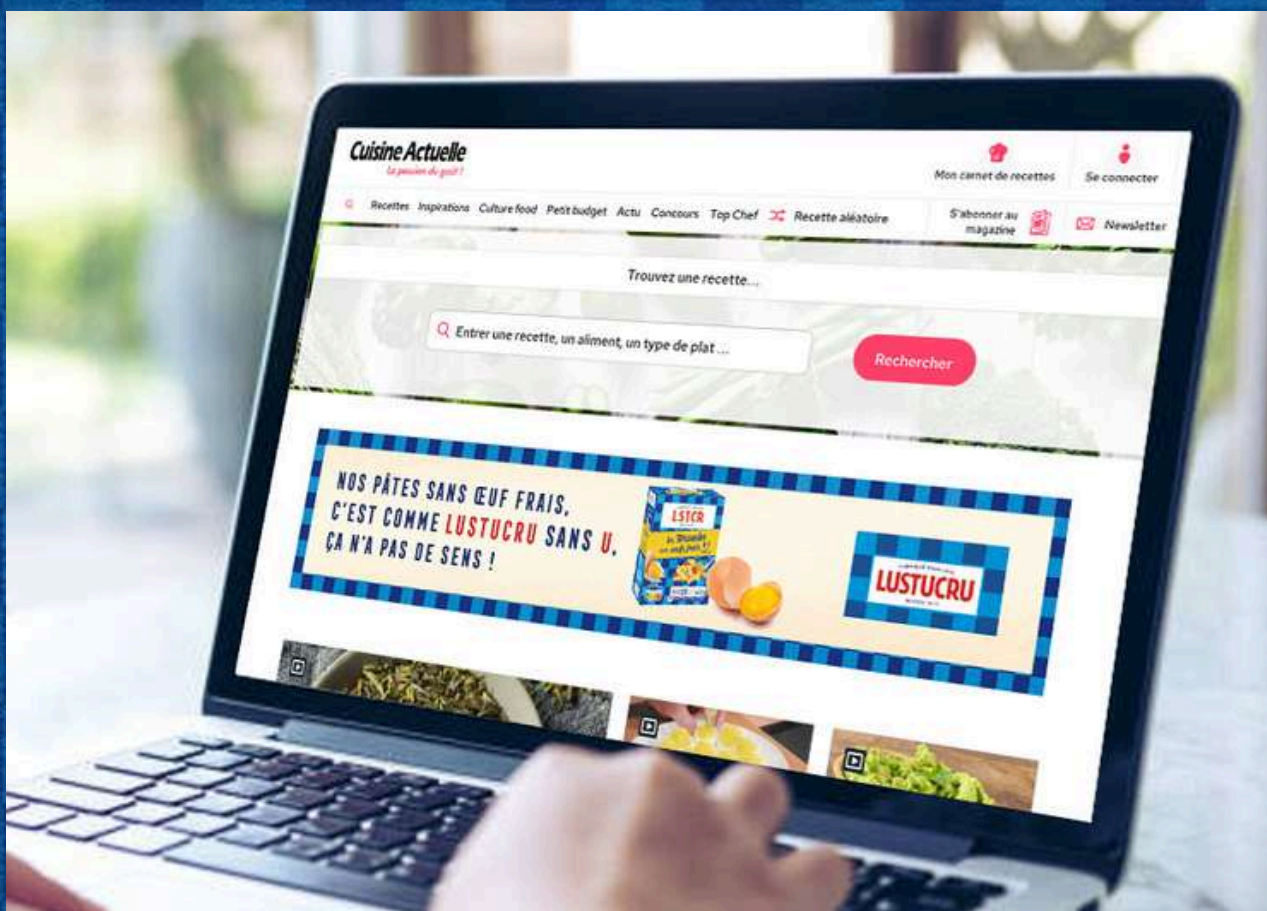 Cuisine Actuelle
La passion du goût !
Mon carnet de recettes
Se connecter
Recettes Inspirations Culture food Petit budget Actu Concours Top Chef Recette aléatoire
S'abonner au
magazine
Newsletter
Trouvez une recette...
Entrer une recette, un aliment, un type de plat ...
Rechercher
NOS PÂTES SANS ŒUF FRAIS,
C'EST COMME LUSTUCRU SANS U,
ÇA N'A PAS DE SENS !
LSTCR
LUSTUCRU